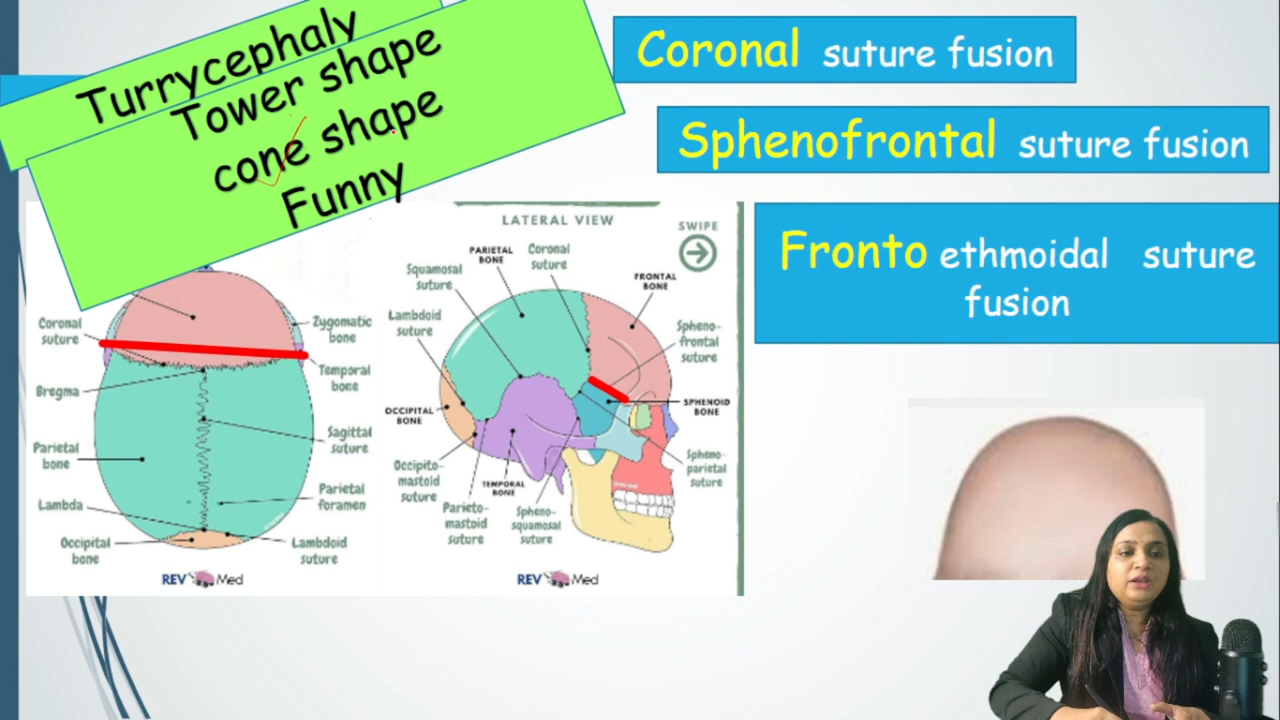 Turrycephaly
Tower shape
cone shape
Funny
Coronal suture fusion
Sphenofrontal suture fusion
Fronto ethmoidal suture
fusion
Coronal
suture
Bregma
Parietal
bone
Lambda
Occipital
bone
Zygomatic
bone
Temporal
bone
Sagittal
suture
Parietal
foramen
Lambdoid
suture
REV Med
LATERAL VIEW
SWIPE
PARIETAL
BONE
Coronal
suture
Squamosal
suture
FRONTAL
BONE
Lambdoid
suture
Spheno-
frontal
suture
SPHENOID
BONE
OCCIPITAL
BONE
Occipito-
mastoid
suture
TEMPORAL
BONE
Parieto-
mastoid
suture
Spheno-
squamosal
suture
Spheno-
parietal
suture
REV Med